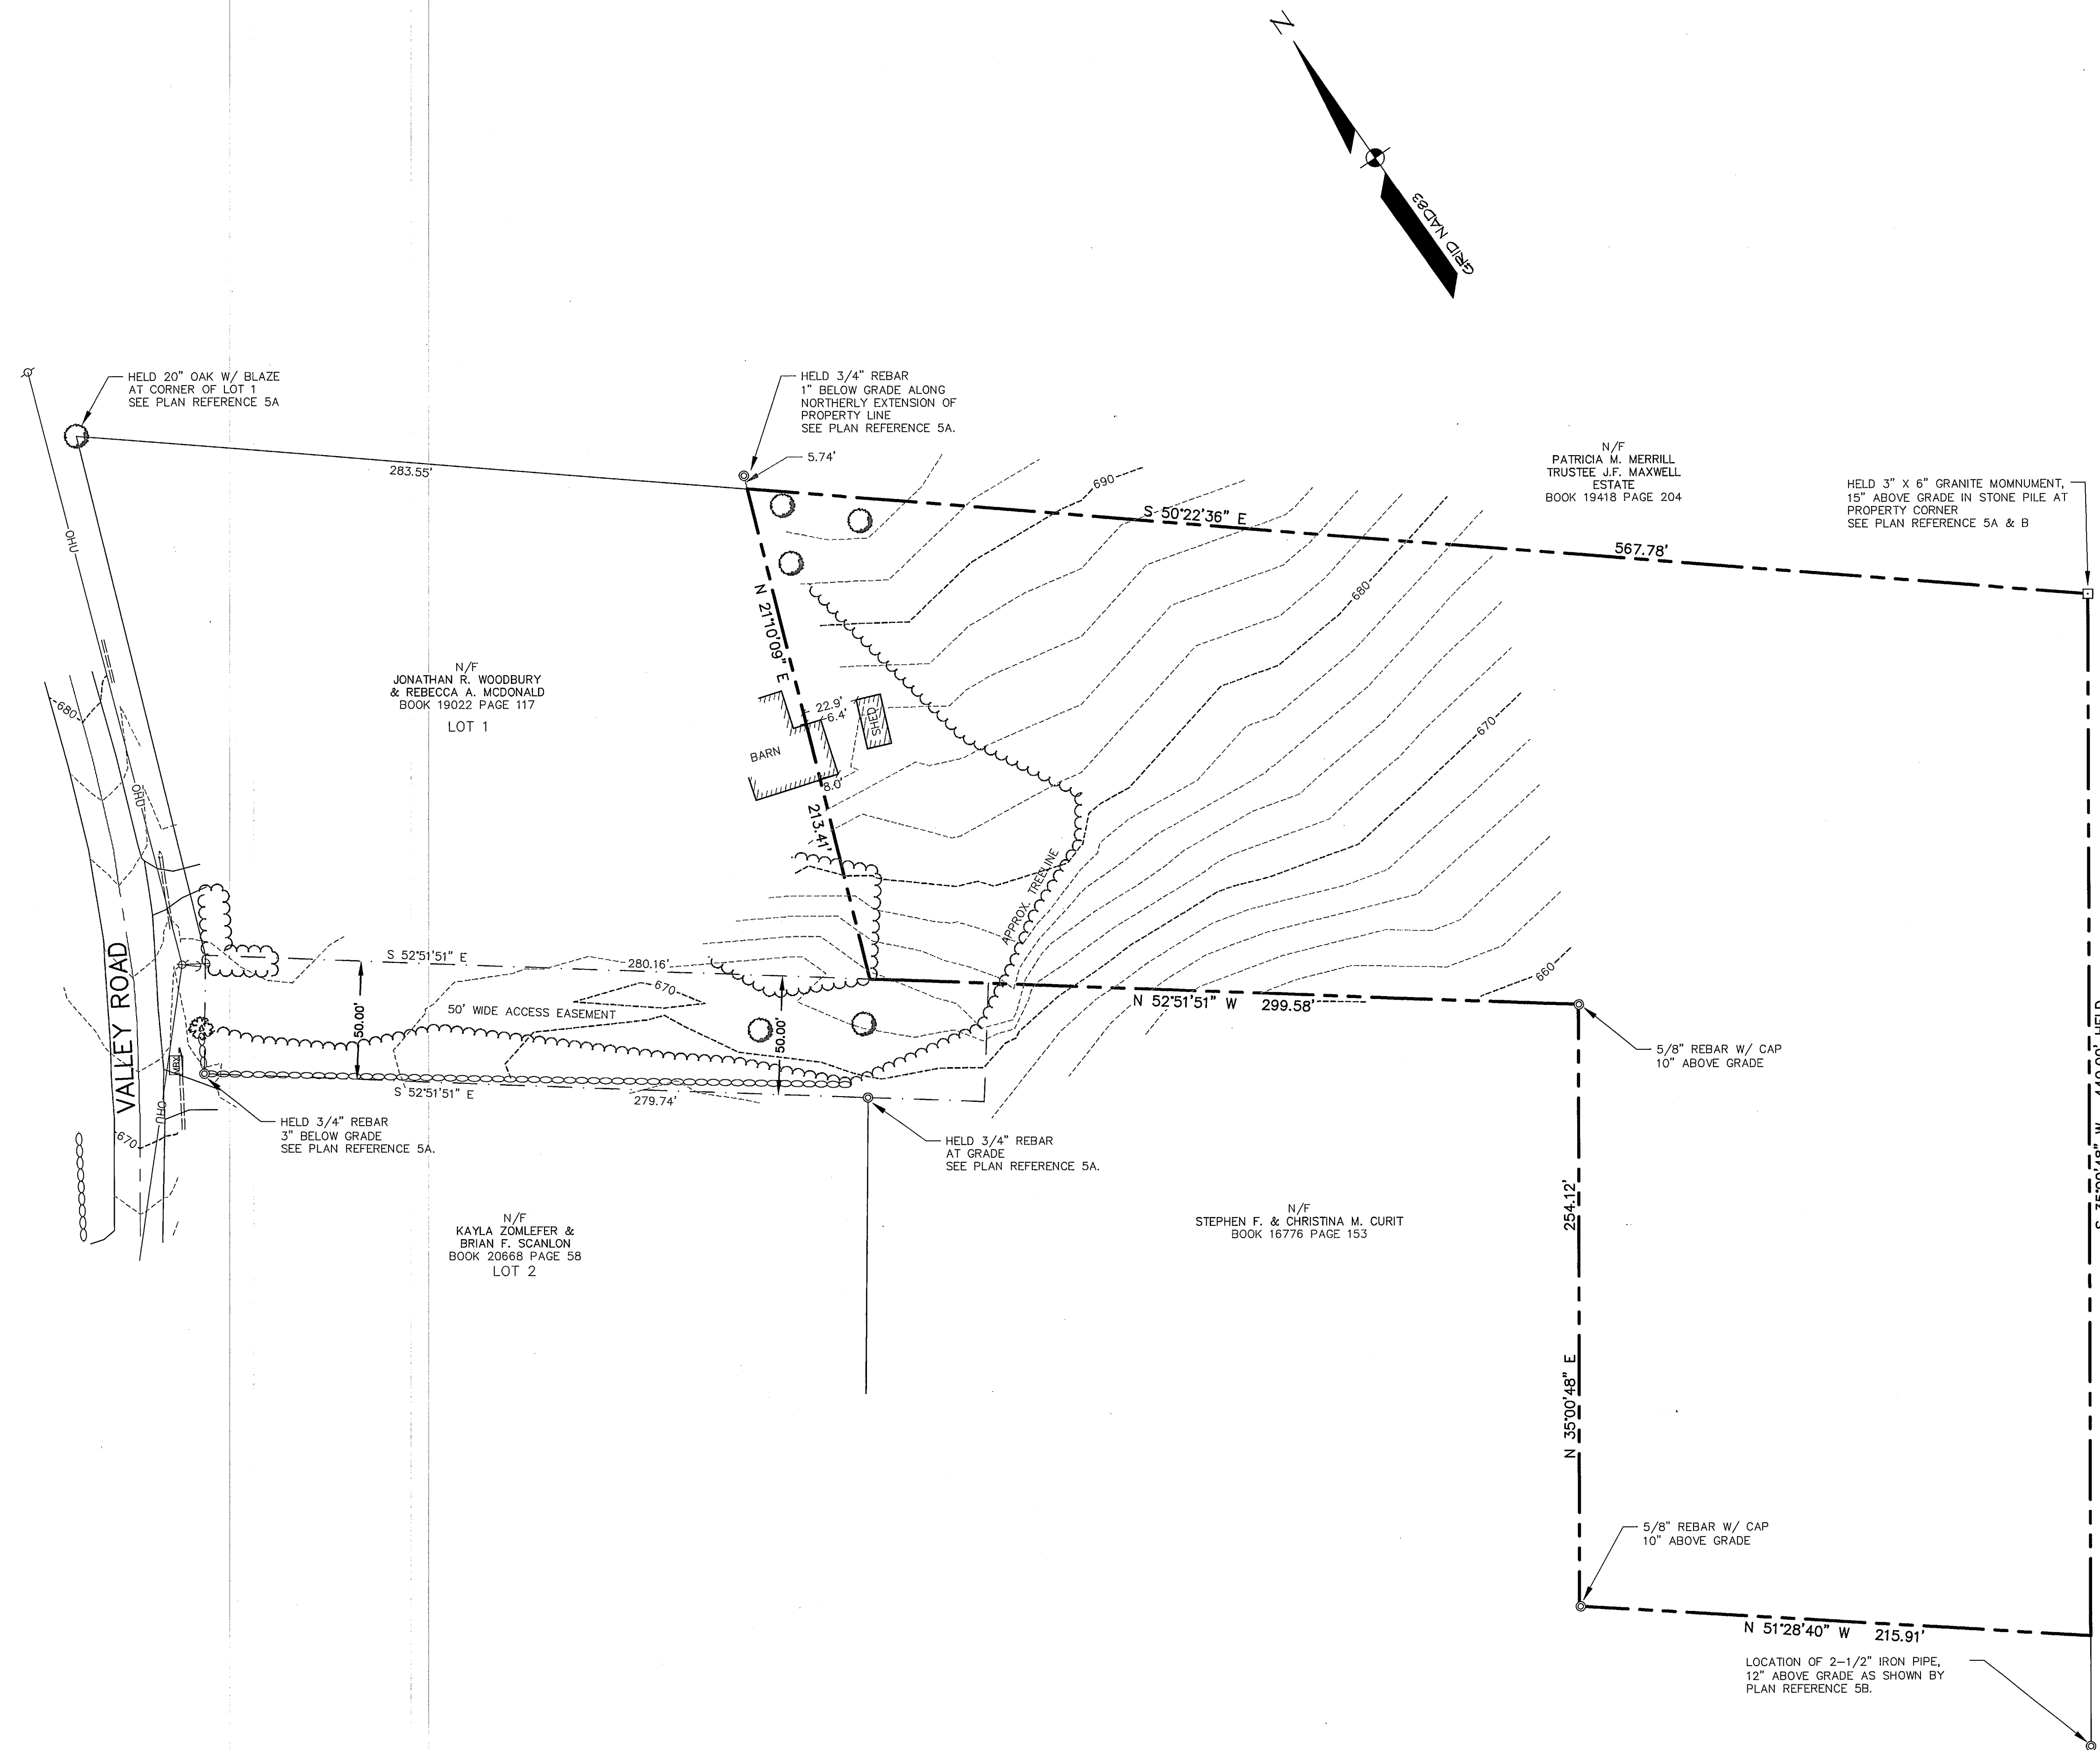 N
GRID NAD83
HELD 20" OAK W/ BLAZE
AT CORNER OF LOT 1
SEE PLAN REFERENCE 5A
HELD 3/4" REBAR
1" BELOW GRADE ALONG
NORTHERLY EXTENSION OF
PROPERTY LINE
SEE PLAN REFERENCE 5A.
5.74'
283.55'
N/F
PATRICIA M. MERRILL
TRUSTEE J.F. MAXWELL
ESTATE
BOOK 19418 PAGE 204
HELD 3" X 6" GRANITE MOMNUMENT,
15" ABOVE GRADE IN STONE PILE AT
PROPERTY CORNER
SEE PLAN REFERENCE 5A & B
690
S 50°22'36" E
567.78'
OHU
680
N 21°10'09" E
N/F
JONATHAN R. WOODBURY
& REBECCA A. MCDONALD
BOOK 19022 PAGE 117
LOT 1
680
22.9'
6.4'
SHED
BARN
8.0'
670
OHU
213.41'
APPROX. TREELINE
VALLEY ROAD
S 52°51'51" E
280.16'
670
660
50.00'
50' WIDE ACCESS EASEMENT
50.00'
N 52°51'51" W 299.58'
5/8" REBAR W/ CAP
10" ABOVE GRADE
S 52°51'51" E
279.74'
OHU
670
HELD 3/4" REBAR
3" BELOW GRADE
SEE PLAN REFERENCE 5A.
HELD 3/4" REBAR
AT GRADE
SEE PLAN REFERENCE 5A.
254.12'
N 35°00'48" E
S 35°00'48" W 440.00' HELD
N/F
KAYLA ZOMLEFER &
BRIAN F. SCANLON
BOOK 20668 PAGE 58
LOT 2
N/F
STEPHEN F. & CHRISTINA M. CURIT
BOOK 16776 PAGE 153
5/8" REBAR W/ CAP
10" ABOVE GRADE
N 51°28'40" W 215.91'
LOCATION OF 2-1/2" IRON PIPE,
12" ABOVE GRADE AS SHOWN BY
PLAN REFERENCE 5B.